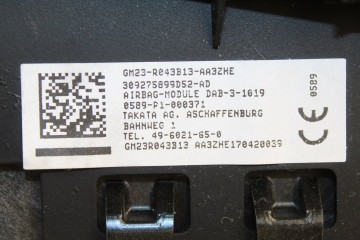 GM23-R043B13-AA3ZHE
309275899D52-AD
AIRBAG-MODULE DAB-3-1619
0589-P1-000371
TAKATA AG. ASCHAFFENBURG
BAHNWEG 1
TEL. 49-6021-65-0
GM23R043B13 AA3ZHE170420039
0589
CE